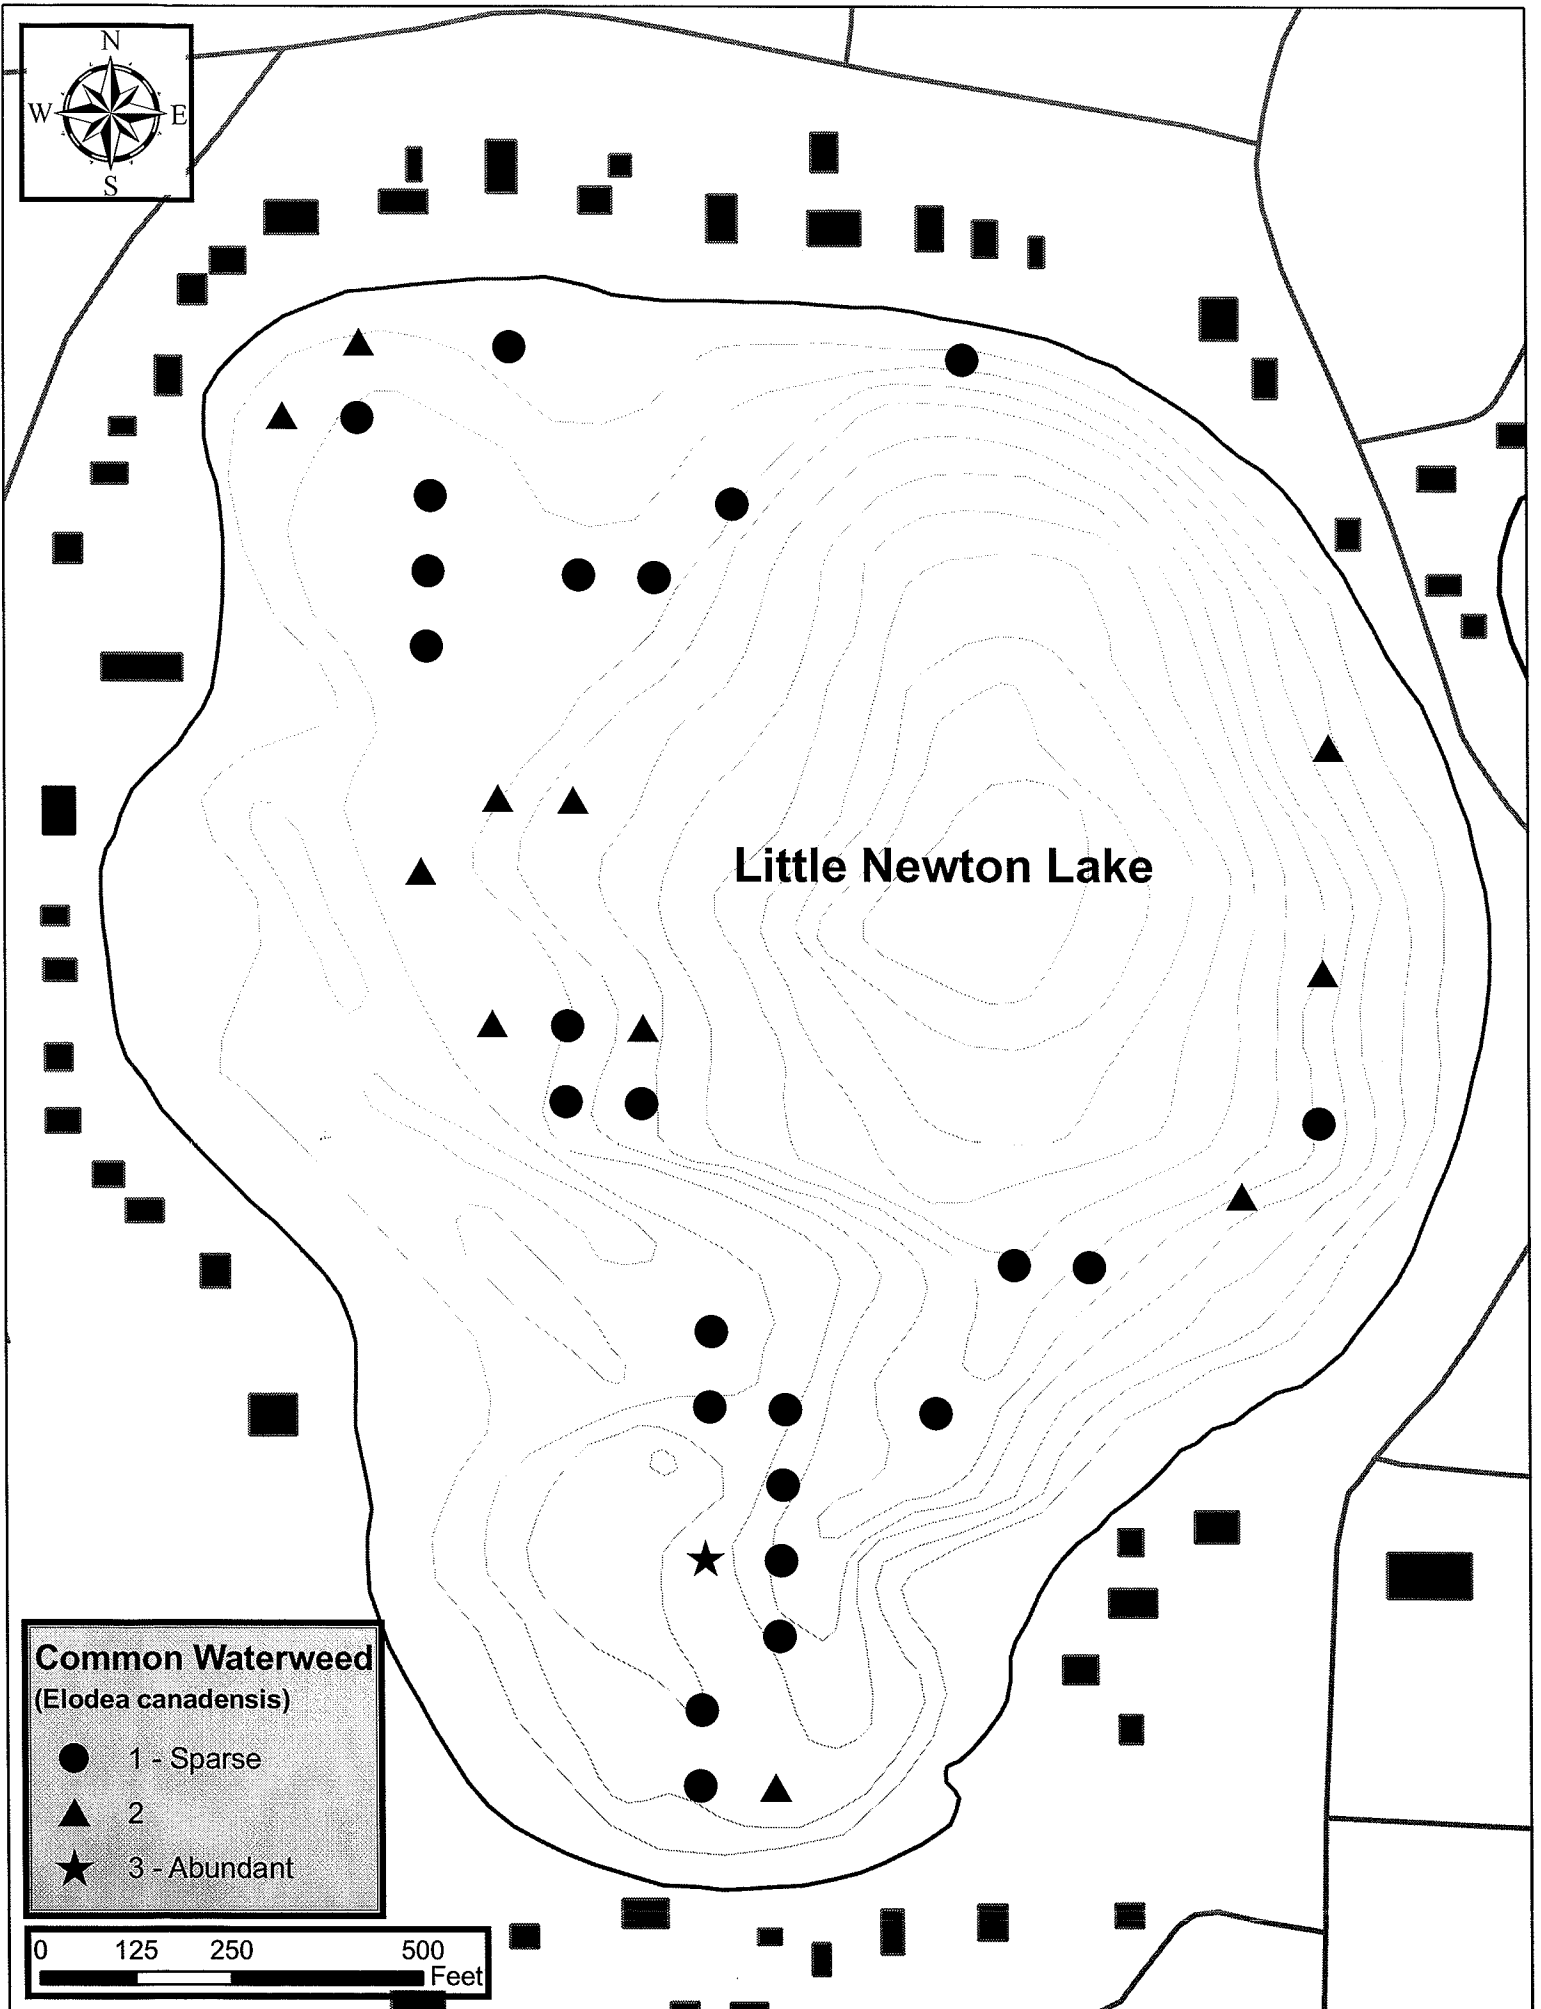 N
W E
S
Little Newton Lake
Common Waterweed
(Elodea canadensis)
1 - Sparse
2
3 - Abundant
0 125 250 500
Feet